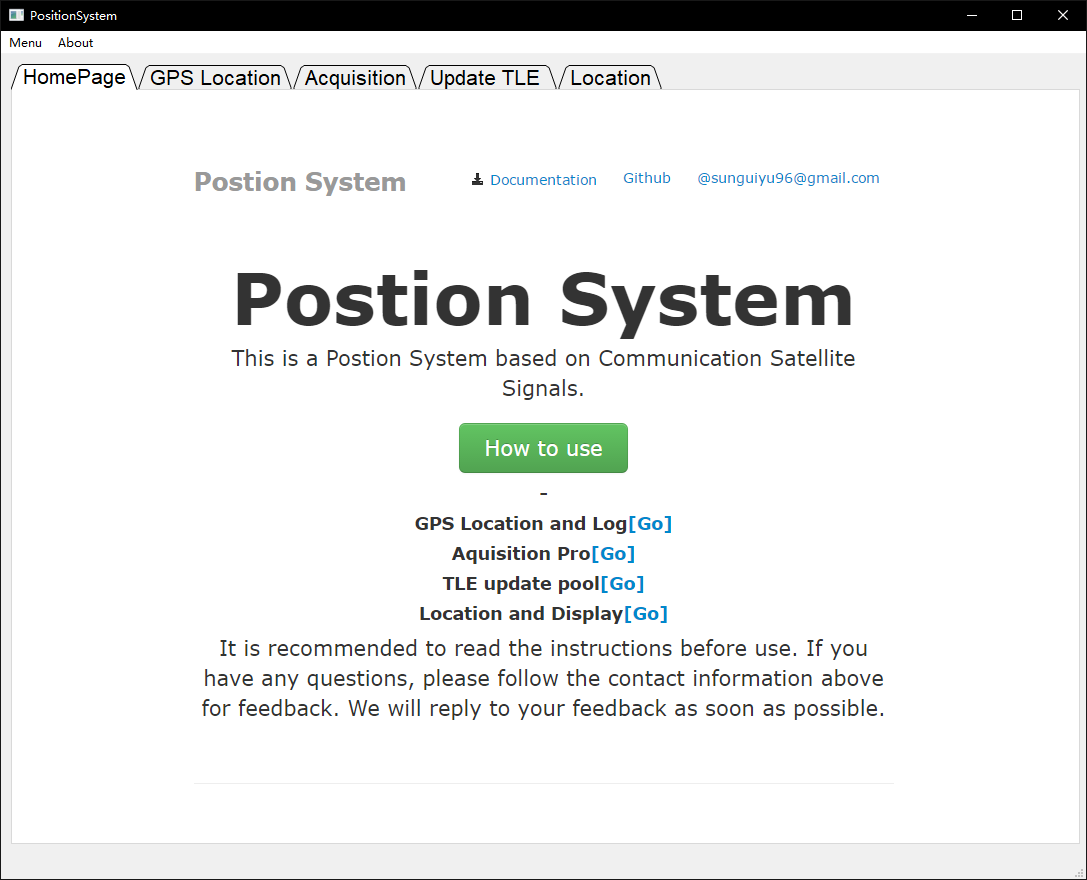 PositionSystem
Menu About
HomePage GPS Location Acquisition Update TLE Location
Postion System Documentation Github @sunguiyu96@gmail.com
Postion System
This is a Postion System based on Communication Satellite
Signals.
How to use
-
GPS Location and Log[Go]
Aquisition Pro[Go]
TLE update pool[Go]
Location and Display[Go]
It is recommended to read the instructions before use. If you
have any questions, please follow the contact information above
for feedback. We will reply to your feedback as soon as possible.